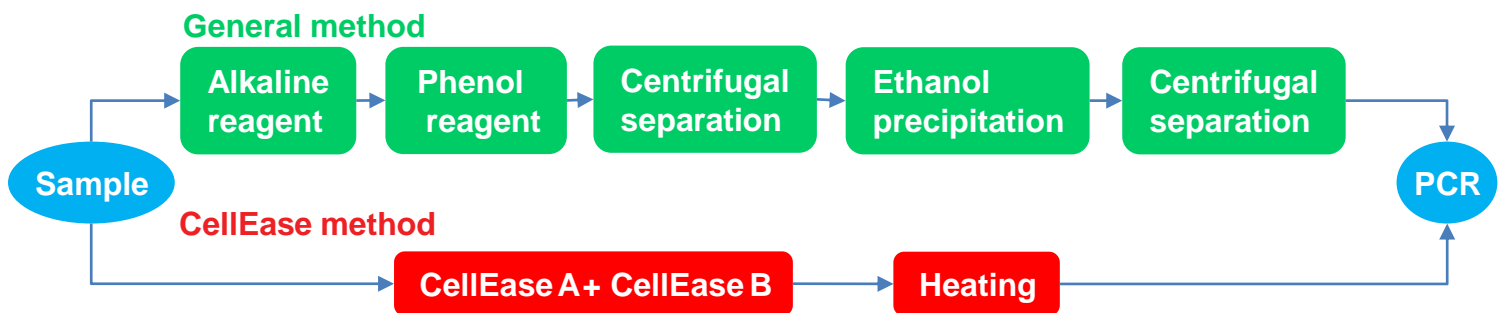 General method
Alkaline
reagent
Phenol
reagent
Centrifugal
separation
Ethanol
precipitation
Centrifugal
separation
Sample
PCR
CellEase method
CellEase A+ CellEase B
Heating